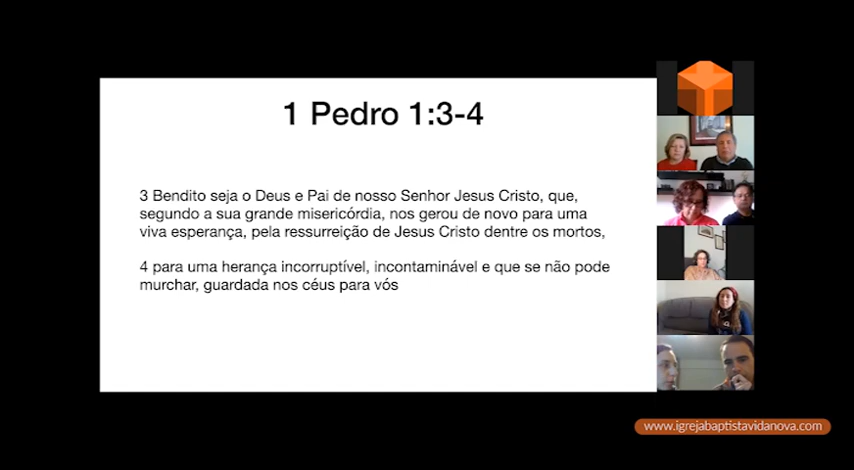 1 Pedro 1:3-4
3 Bendito seja o Deus e Pai de nosso Senhor Jesus Cristo, que,
segundo a sua grande misericórdia, nos gerou de novo para uma
viva esperança, pela ressurreição de Jesus Cristo dentre os mortos,
4 para uma herança incorruptível, incontaminável e que se não pode
murchar, guardada nos céus para vós
www.igrejabaptistavidanova.com